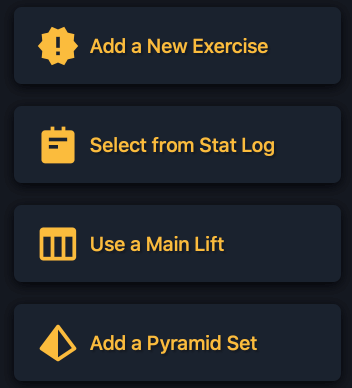 Add a New Exercise
Select from Stat Log
Use a Main Lift
Add a Pyramid Set